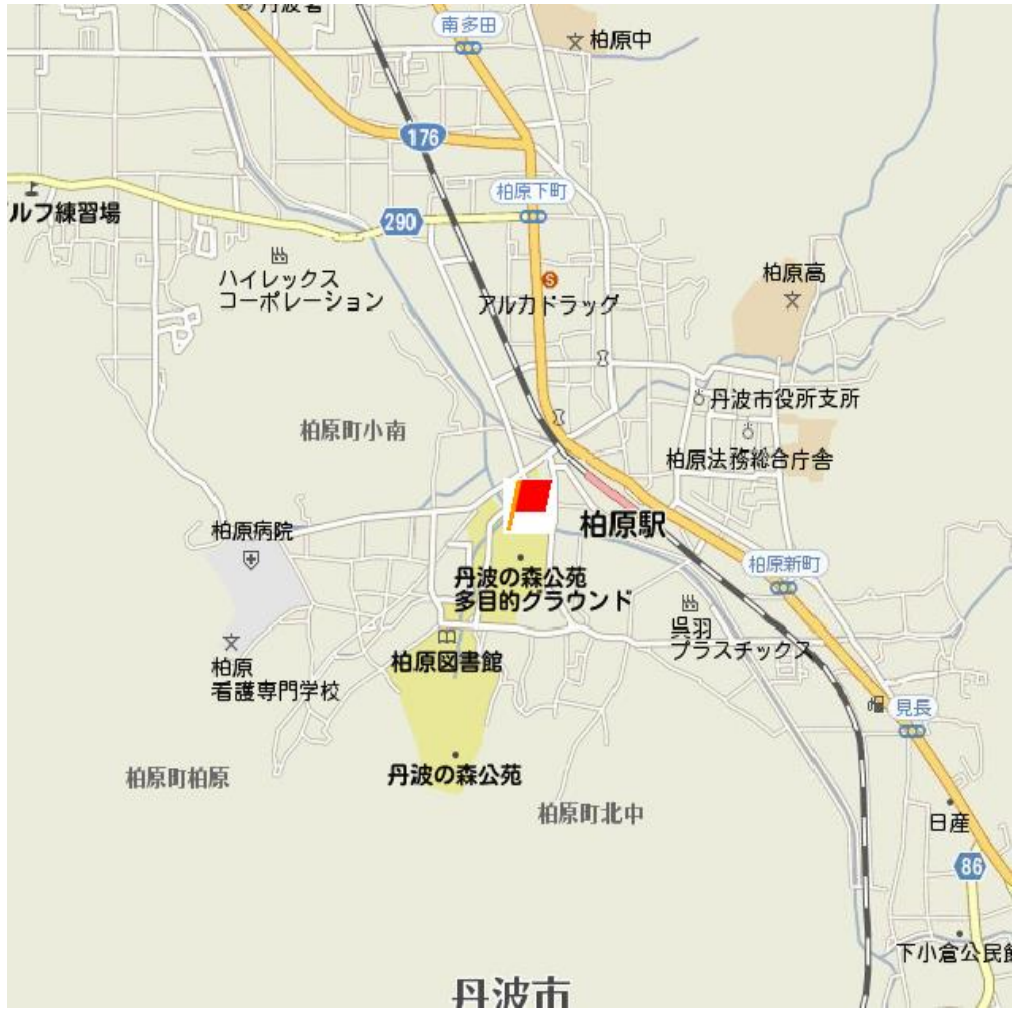 丹波署
南多田
柏原中
176
柏原下町
ルフ練習場
290
ハイレックス
コーポレーション
柏原高
S
アルカドラッグ
丹波市役所支所
柏原町小南
柏原法務総合庁舎
柏原駅
柏原病院
柏原新町
丹波の森公苑
多目的グラウンド
呉羽
プラスチックス
柏原図書館
柏原
看護専門学校
見長
丹波の森公苑
柏原町柏原
柏原町北中
日産
86
下小倉公民館
丹波市